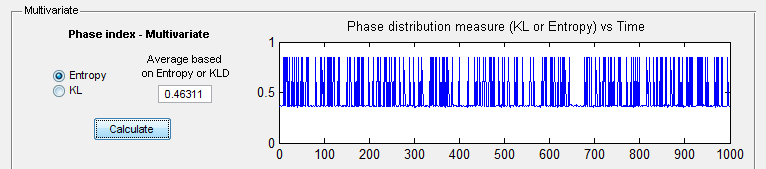 Multivariate
Phase index - Multivariate
Average based
on Entropy or KLD
Entropy
KL
0.46311
Calculate
Phase distribution measure (KL or Entropy) vs Time
1
0.5
0
0 100 200 300 400 500 600 700 800 900 1000